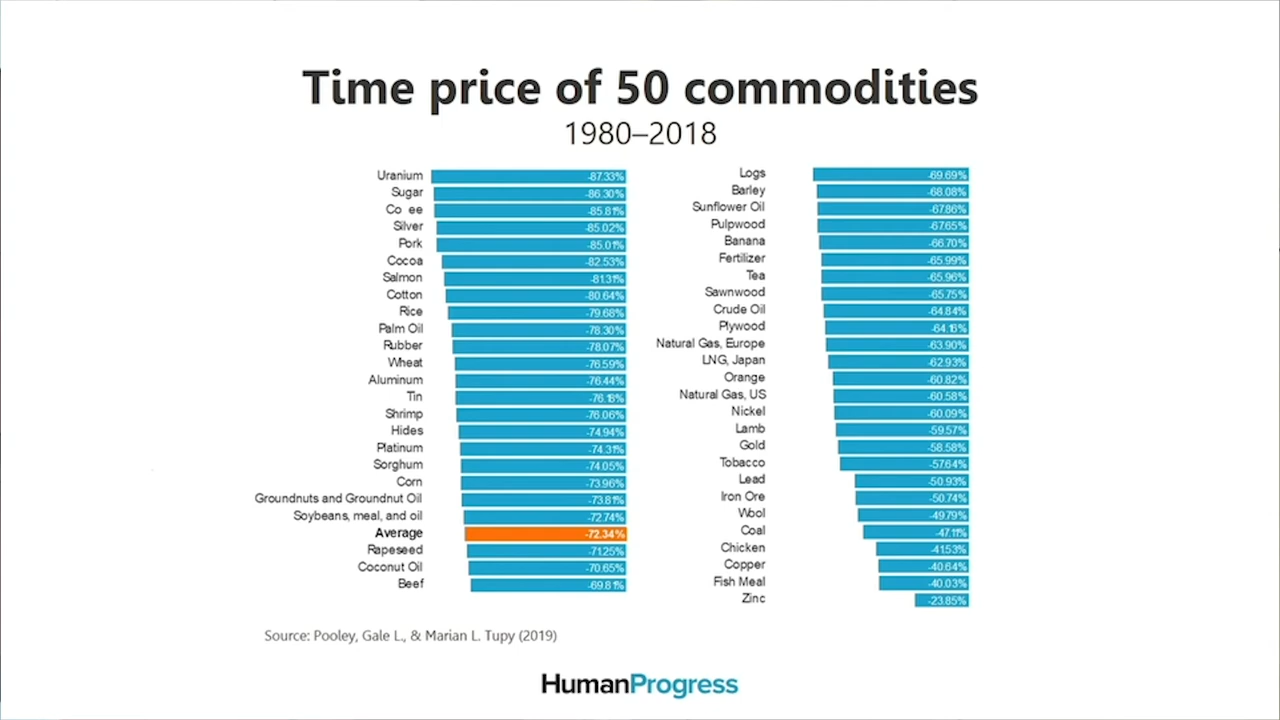 Time price of 50 commodities
1980–2018
Uranium -87.33%
Sugar -86.30%
Co ee -85.81%
Silver -85.02%
Pork -85.01%
Cocoa -82.53%
Salmon -81.31%
Cotton -80.64%
Rice -79.68%
Palm Oil -78.30%
Rubber -78.07%
Wheat -76.59%
Aluminum -76.44%
Tin -76.18%
Shrimp -76.06%
Hides -74.94%
Platinum -74.31%
Sorghum -74.05%
Corn -73.96%
Groundnuts and Groundnut Oil -73.81%
Soybeans, meal, and oil -72.74%
Average -72.34%
Rapeseed -71.25%
Coconut Oil -70.65%
Beef -69.81%
Logs -69.69%
Barley -68.08%
Sunflower Oil -67.86%
Pulpwood -67.65%
Banana -66.70%
Fertilizer -65.99%
Tea -65.96%
Sawnwood -65.75%
Crude Oil -64.84%
Plywood -64.16%
Natural Gas, Europe -63.90%
LNG, Japan -62.93%
Orange -60.82%
Natural Gas, US -60.58%
Nickel -60.09%
Lamb -59.57%
Gold -58.58%
Tobacco -57.64%
Lead -50.93%
Iron Ore -50.74%
Wool -49.79%
Coal -47.11%
Chicken -41.53%
Copper -40.64%
Fish Meal -40.03%
Zinc -23.85%
Source: Pooley, Gale L., & Marian L. Tupy (2019)
HumanProgress